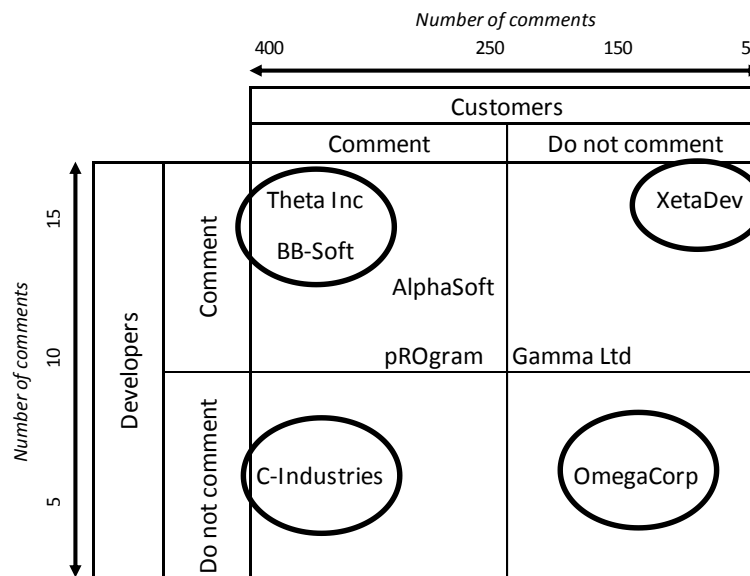 Number of comments
400 250 150 5
Customers
Comment Do not comment
Number of comments
15 10 5
Developers
Comment
Do not comment
Theta Inc
BB-Soft
XetaDev
AlphaSoft
pROgram
Gamma Ltd
C-Industries
OmegaCorp